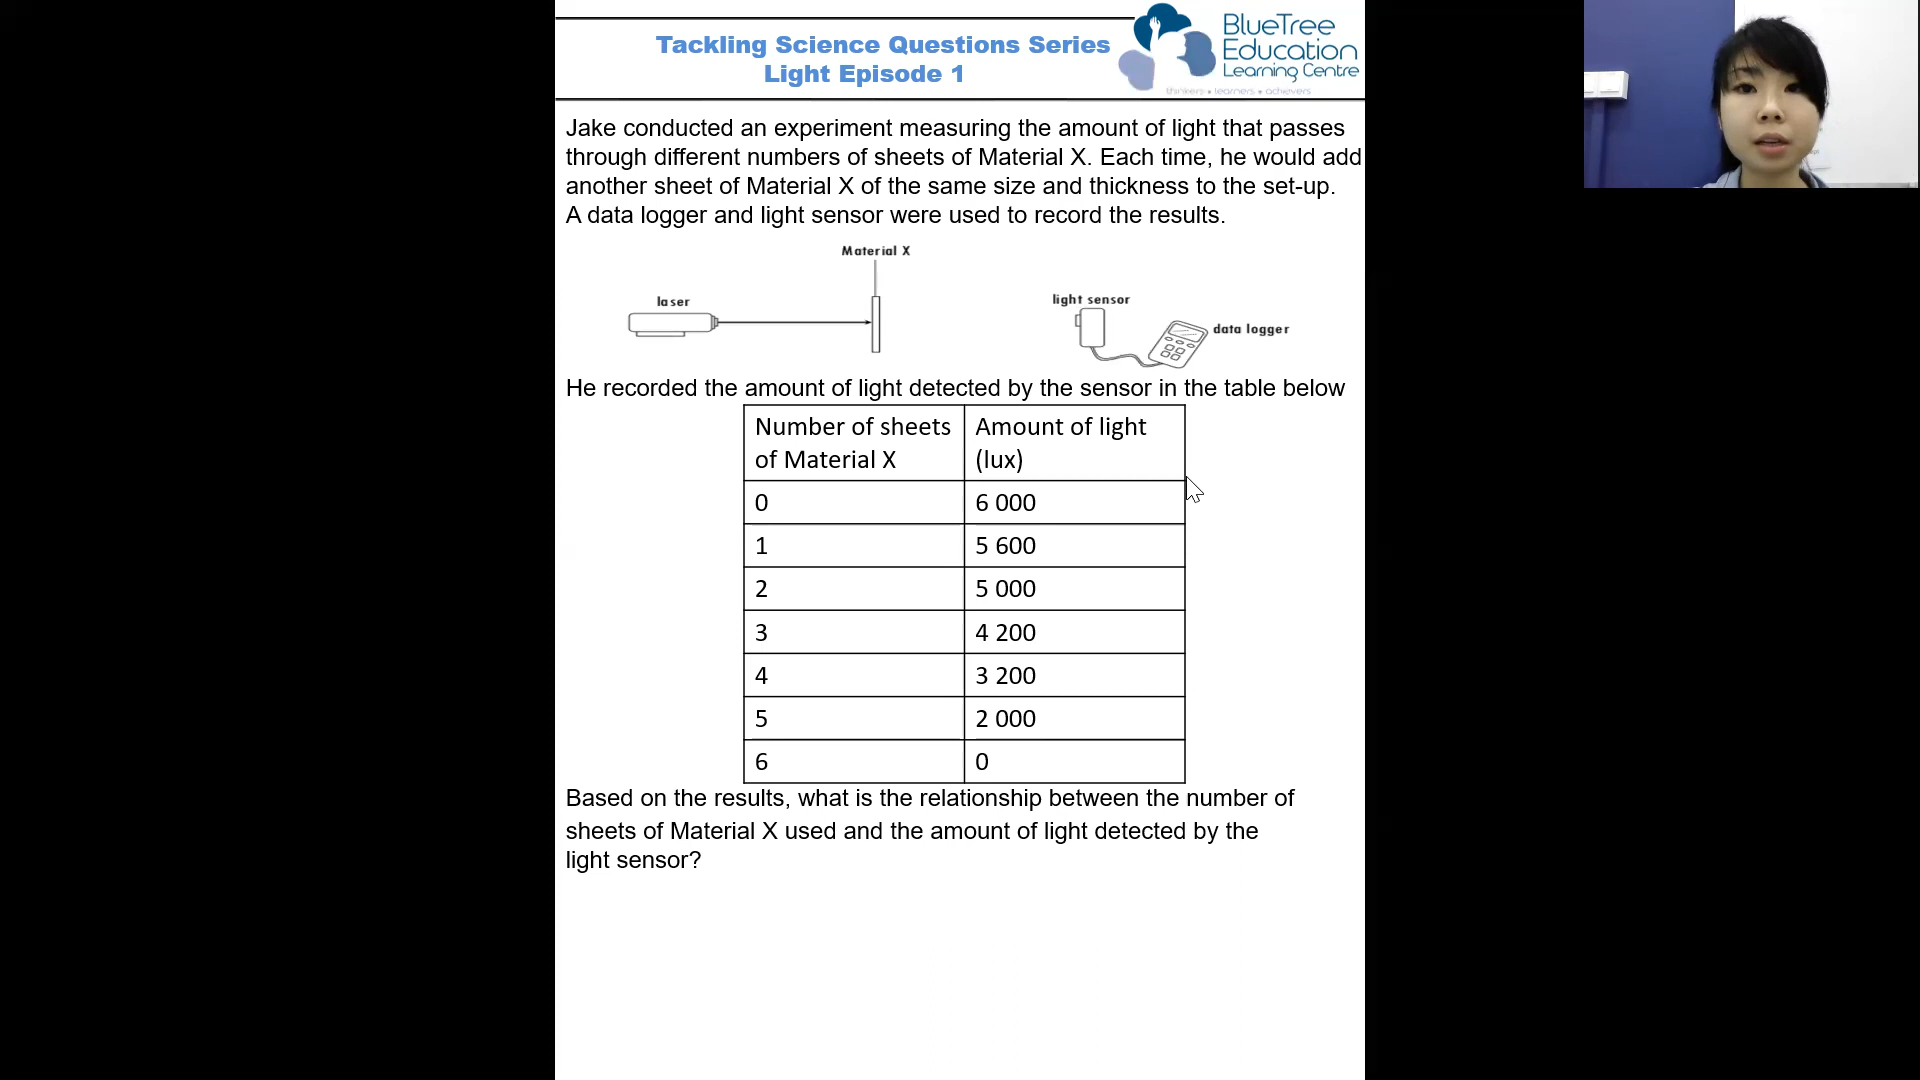 Tackling Science Questions Series
Light Episode 1
BlueTree
Education
Learning Centre
thinkers • learners • achievers
Jake conducted an experiment measuring the amount of light that passes
through different numbers of sheets of Material X. Each time, he would add
another sheet of Material X of the same size and thickness to the set-up.
A data logger and light sensor were used to record the results.
Material X
laser
light sensor
data logger
He recorded the amount of light detected by the sensor in the table below
Number of sheets of Material X | Amount of light (lux)
0 | 6 000
1 | 5 600
2 | 5 000
3 | 4 200
4 | 3 200
5 | 2 000
6 | 0
Based on the results, what is the relationship between the number of
sheets of Material X used and the amount of light detected by the
light sensor?